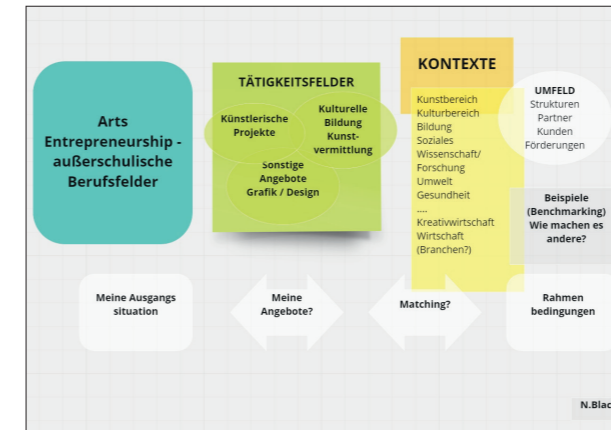 Arts
Entrepreneurship -
außerschulische
Berufsfelder
TÄTIGKEITSFELDER
Künstlerische
Projekte
Kulturelle
Bildung
Kunst-
vermittlung
Sonstige
Angebote
Grafik / Design
KONTEXTE
Kunstbereich
Kulturbereich
Bildung
Soziales
Wissenschaft/
Forschung
Umwelt
Gesundheit
....
Kreativwirtschaft
Wirtschaft
(Branchen?)
UMFELD
Strukturen
Partner
Kunden
Förderungen
Beispiele
(Benchmarking)
Wie machen es
andere?
Meine Ausgangs
situation
Meine
Angebote?
Matching?
Rahmen
bedingungen
N.Blac